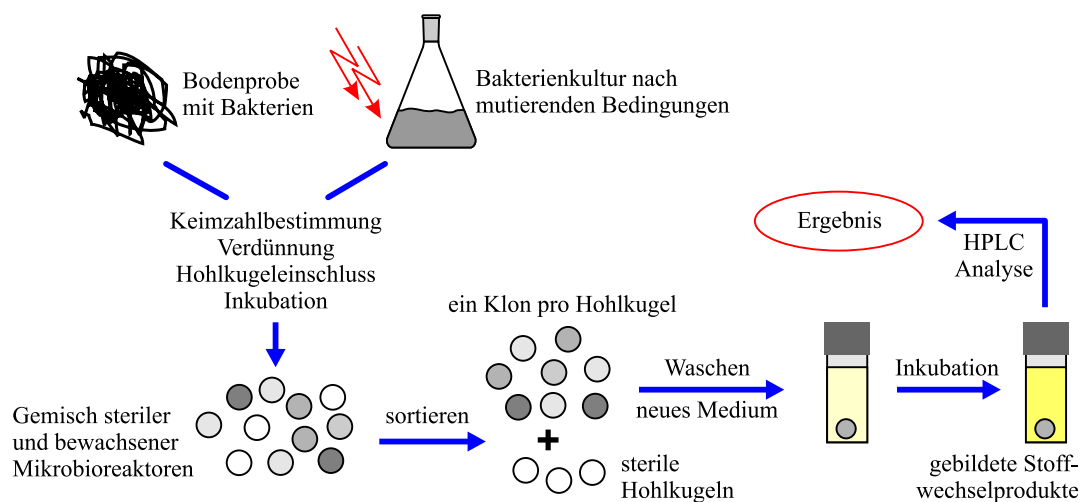 Bodenprobe
mit Bakterien
Bakterienkultur nach
mutierenden Bedingungen
Keimzahlbestimmung
Verdünnung
Hohlkugeleinschluss
Inkubation
Ergebnis
HPLC
Analyse
ein Klon pro Hohlkugel
Gemisch steriler
und bewachsener
Mikrobioreaktoren
sortieren
sterile
Hohlkugeln
Waschen
neues Medium
Inkubation
gebildete Stoff-
wechselprodukte